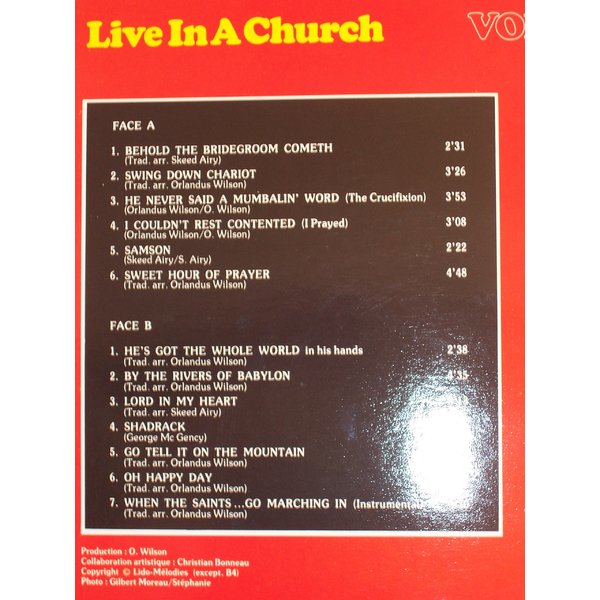 Live In A Church
FACE A
1. BEHOLD THE BRIDEGROOM COMETH 2'31
(Trad. arr. Skeed Airy)
2. SWING DOWN CHARIOT 3'26
(Trad. arr. Orlandus Wilson)
3. HE NEVER SAID A MUMBALIN' WORD (The Crucifixion) 3'53
(Orlandus Wilson/O. Wilson)
4. I COULDN'T REST CONTENTED (I Prayed) 3'08
(Orlandus Wilson/O. Wilson)
5. SAMSON 2'22
(Skeed Airy/S. Airy)
6. SWEET HOUR OF PRAYER 4'48
(Trad. arr. Orlandus Wilson)
FACE B
1. HE'S GOT THE WHOLE WORLD in his hands 2'38
(Trad. arr. Orlandus Wilson)
2. BY THE RIVERS OF BABYLON 4'35
(Trad. arr. Orlandus Wilson)
3. LORD IN MY HEART
(Trad. arr. Skeed Airy)
4. SHADRACK
(George Mc Gency)
5. GO TELL IT ON THE MOUNTAIN
(Trad. arr. Orlandus Wilson)
6. OH HAPPY DAY
(Trad. arr. Orlandus Wilson)
7. WHEN THE SAINTS...GO MARCHING IN (Instrumental
(Trad. arr. Orlandus Wilson)
Production : O. Wilson
Collaboration artistique : Christian Bonneau
Copyright © Lido-Mélodies (except. B4)
Photo : Gilbert Moreau/Stéphanie